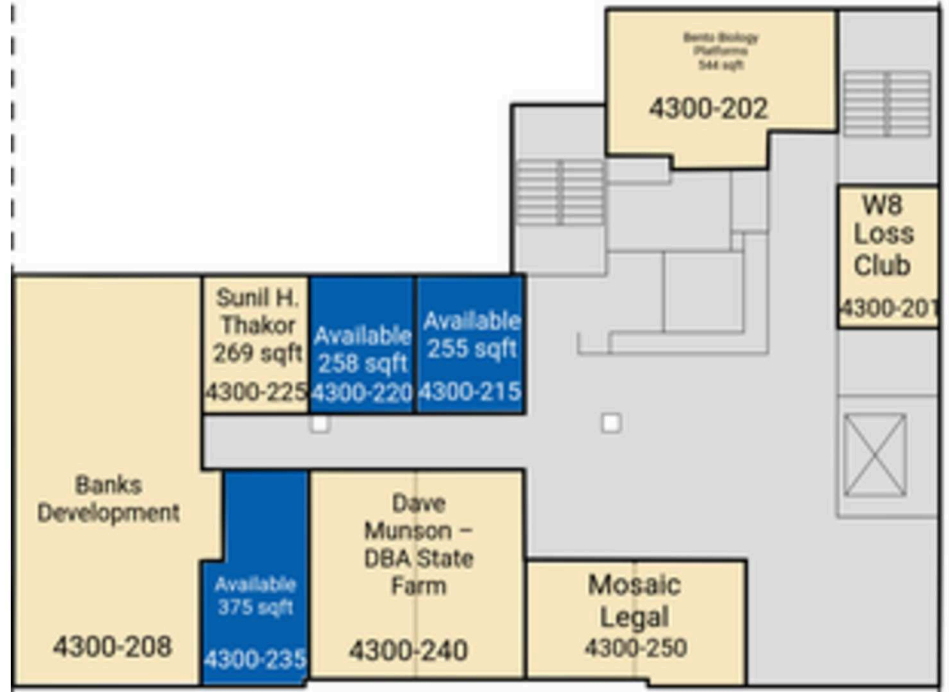 Bento Biology
Platforms
544 sqft
4300-202
W8
Loss
Club
4300-201
Sunil H.
Thakor
269 sqft
4300-225
Available
258 sqft
4300-220
Available
255 sqft
4300-215
Banks
Development
4300-208
Available
375 sqft
4300-235
Dave
Munson –
DBA State
Farm
4300-240
Mosaic
Legal
4300-250